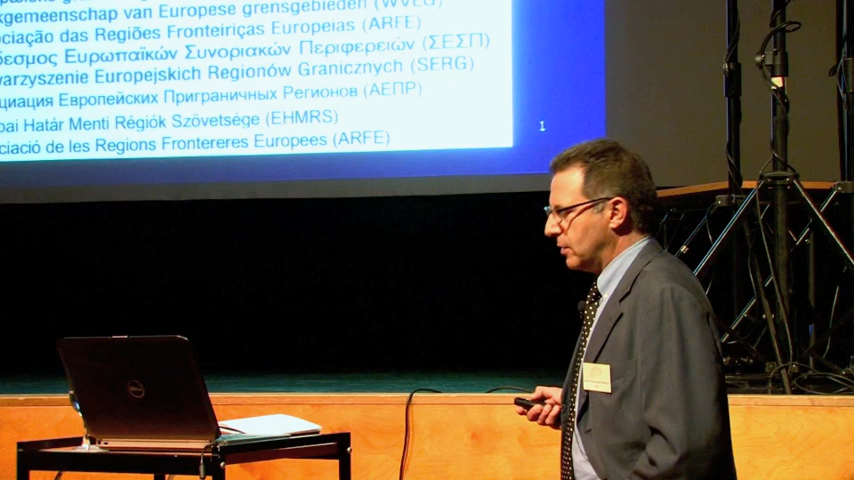 kgemeenschap van Europese grensgebieden (WVEG)
ociação das Regiões Fronteiriças Europeias (ARFE)
δεσμος Ευρωπαϊκών Συνοριακών Περιφερειών (ΣΕΣΠ)
warzyszenie Europejskich Regionów Granicznych (SERG)
циация Европейских Приграничных Регионов (АЕПР)
pai Határ Menti Régiók Szövetsége (EHMRS)
ciació de les Regions Frontereres Europees (ARFE)
1
DELL